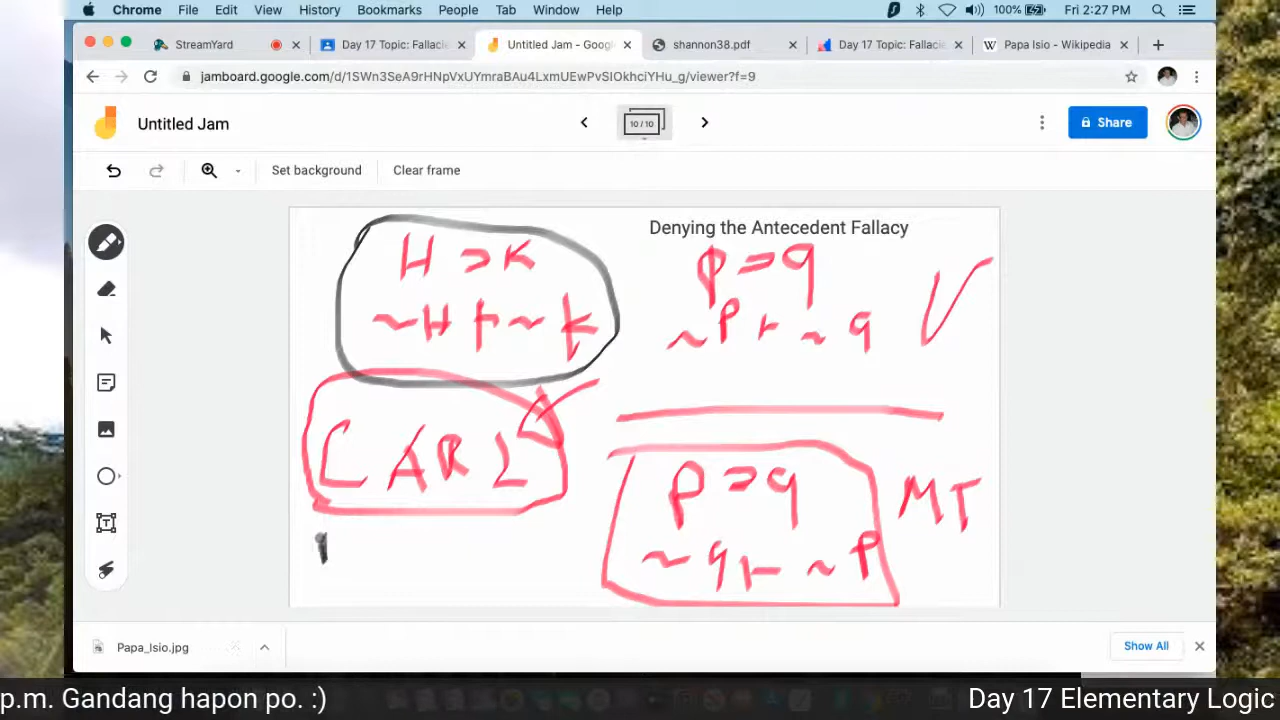 Chrome File Edit View History Bookmarks People Tab Window Help 100% Fri 2:27 PM
StreamYard Day 17 Topic: Fallacie Untitled Jam - Goog shannon38.pdf Day 17 Topic: Fallacie Papa Isio - Wikipedia
jamboard.google.com/d/1SWn3SeA9rHNpVxUYmraBAu4LxmUEwPvSIOkhciYHu_g/viewer?f=9
Untitled Jam 10 / 10 Share
Set background Clear frame
Denying the Antecedent Fallacy
H ⊃ K
~H ⊢ ~K
p ⊃ q
~p ⊢ ~q
CARL
p ⊃ q
~q ⊢ ~p
MT
Papa_Isio.jpg Show All
p.m. Gandang hapon po. :) Day 17 Elementary Logic